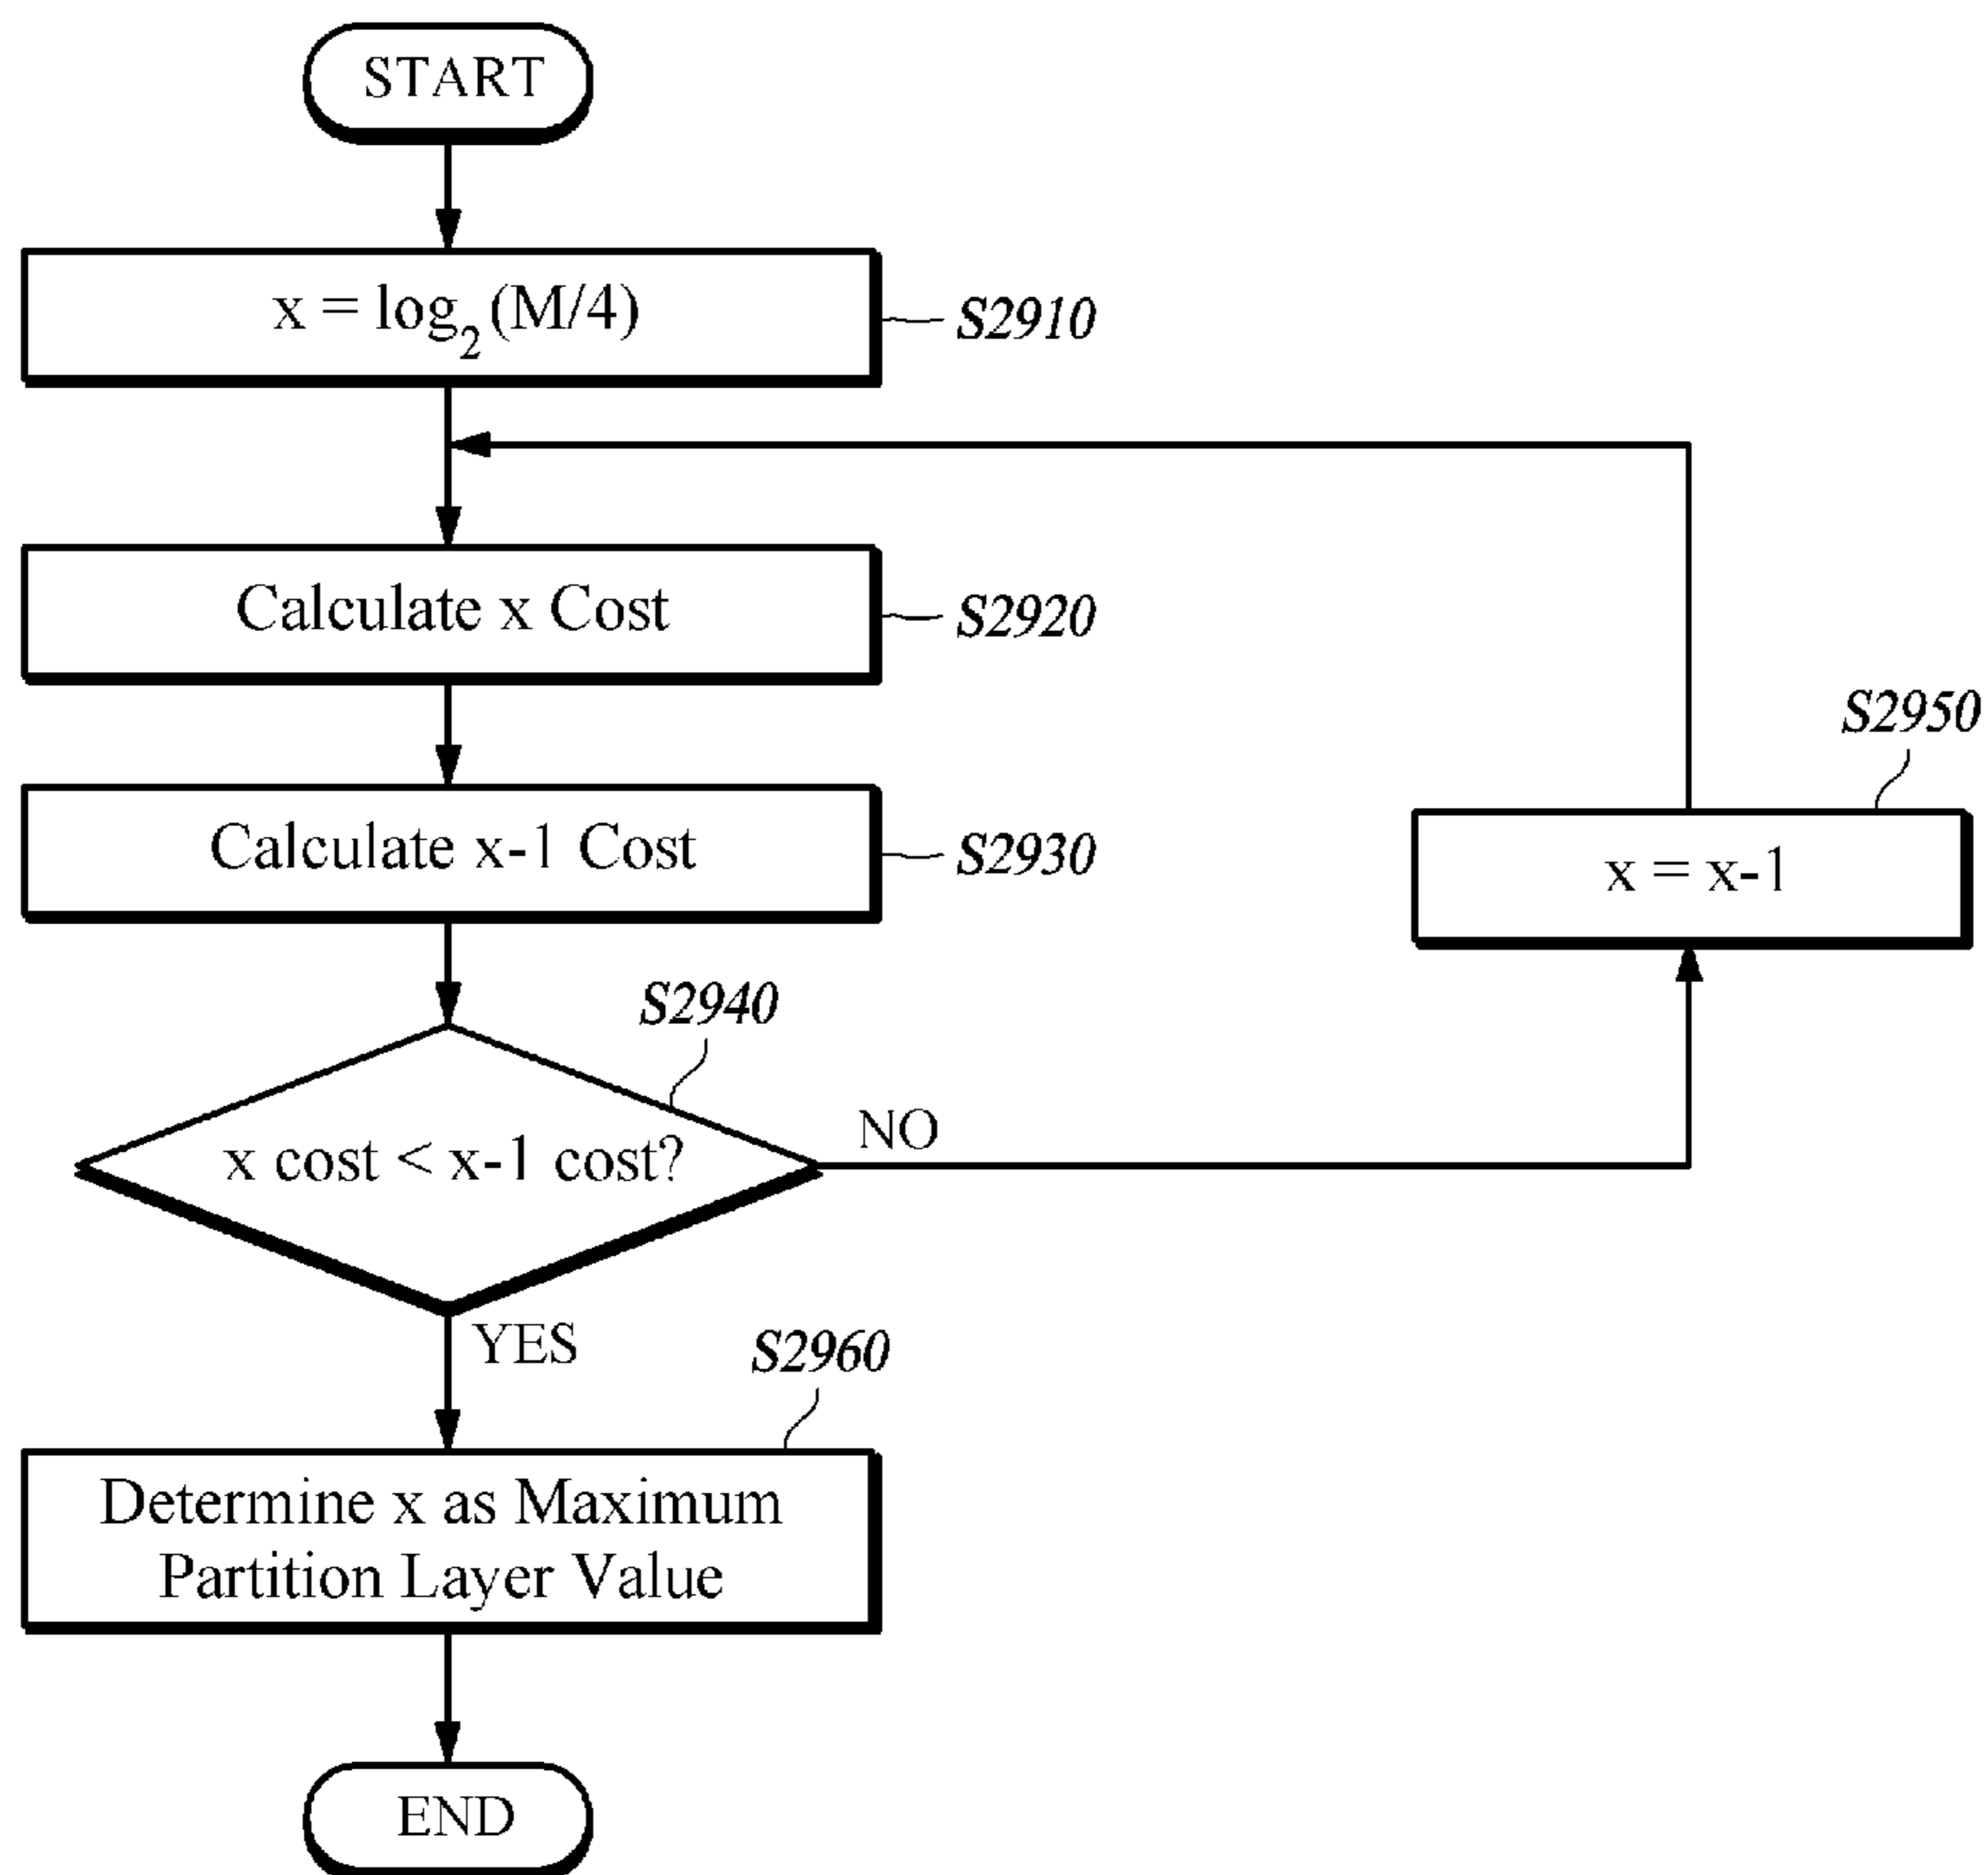 START
x = log₂(M/4)
S2910
Calculate x Cost
S2920
Calculate x-1 Cost
S2930
S2950
x = x-1
S2940
x cost < x-1 cost?
NO
YES
S2960
Determine x as Maximum
Partition Layer Value
END